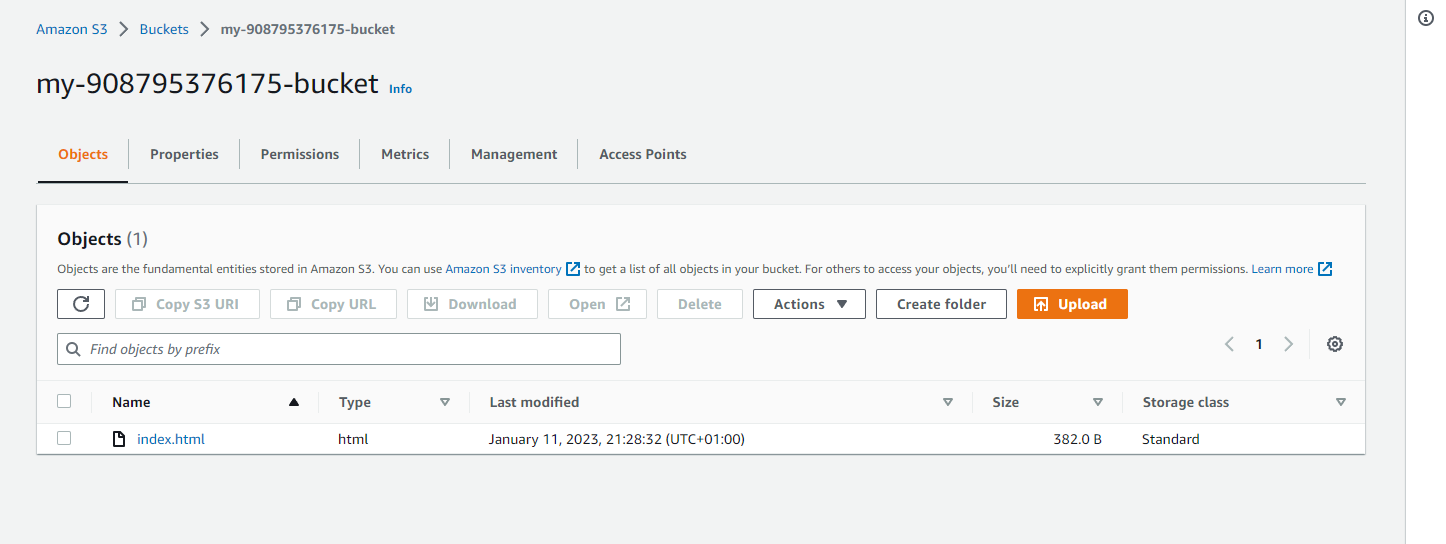 Amazon S3 Buckets my-908795376175-bucket
my-908795376175-bucket Info
Objects Properties Permissions Metrics Management Access Points
Objects (1)
Objects are the fundamental entities stored in Amazon S3. You can use Amazon S3 inventory to get a list of all objects in your bucket. For others to access your objects, you'll need to explicitly grant them permissions. Learn more
Copy S3 URI Copy URL Download Open Delete Actions Create folder Upload
Find objects by prefix 1
Name Type Last modified Size Storage class
index.html html January 11, 2023, 21:28:32 (UTC+01:00) 382.0 B Standard